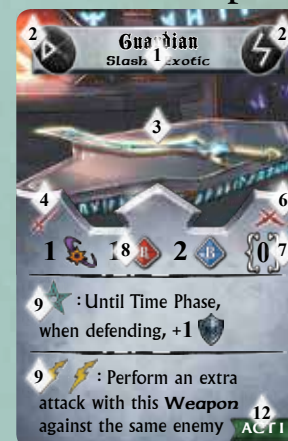 2 Guardian 2
Slash 1 Exotic
3
4 6
1 1 8 R 2 B {0} 7
9 : Until Time Phase,
when defending, +1
9 : Perform an extra
attack with this Weapon
against the same enemy 12
ACT I